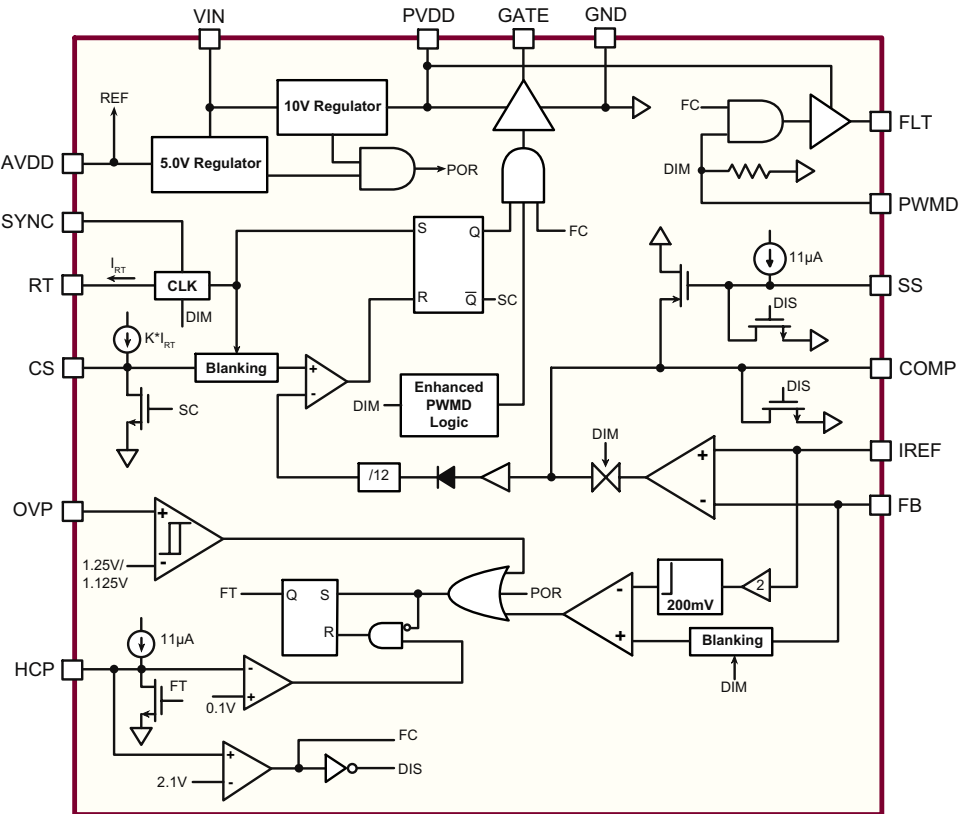 VIN
PVDD
GATE
GND
REF
10V Regulator
FC
FLT
AVDD
5.0V Regulator
POR
DIM
PWMD
SYNC
S
Q
FC
I_RT
11µA
RT
CLK
R
Q̅
SC
SS
DIM
DIS
K*I_RT
CS
Blanking
+
-
COMP
SC
DIM
Enhanced
PWMD
Logic
DIS
DIM
/12
+
-
IREF
FB
OVP
+
-
1.25V/
1.125V
FT
Q
S
R
POR
-
+
200mV
2
Blanking
DIM
11µA
HCP
FT
-
+
0.1V
FC
+
-
2.1V
DIS